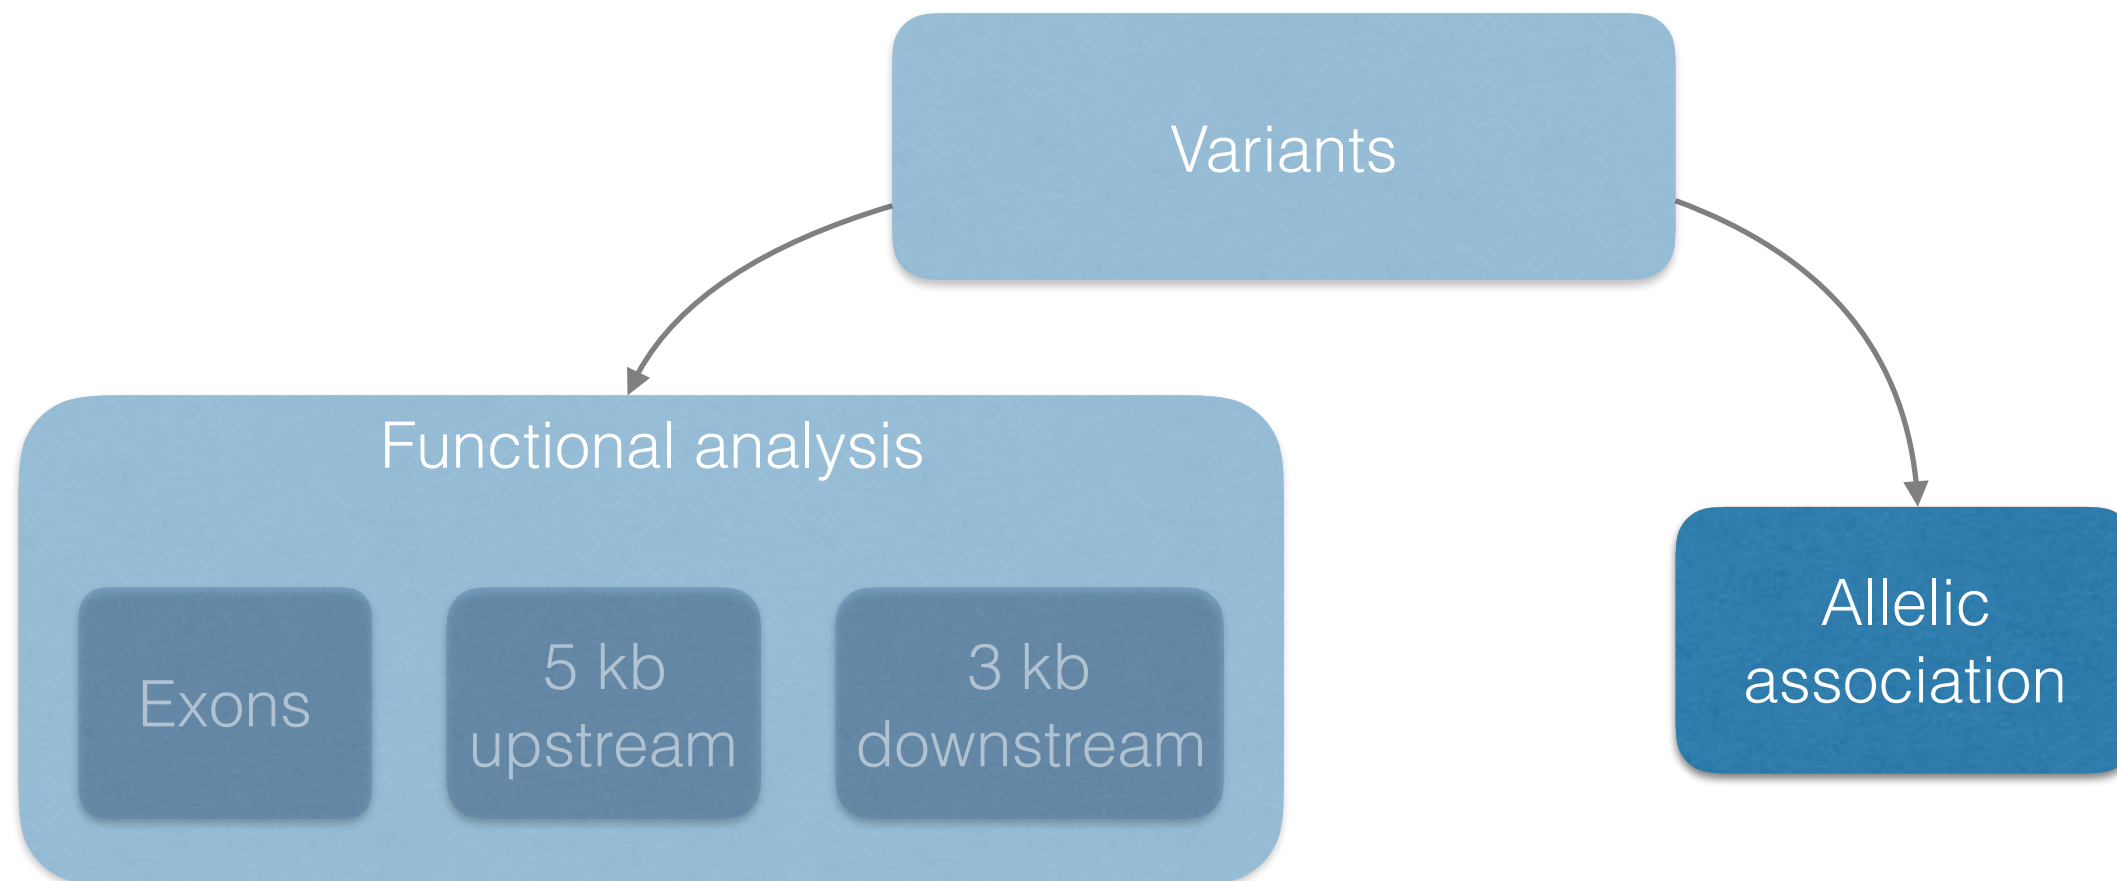 Variants
Functional analysis
Exons
5 kb
upstream
3 kb
downstream
Allelic
association